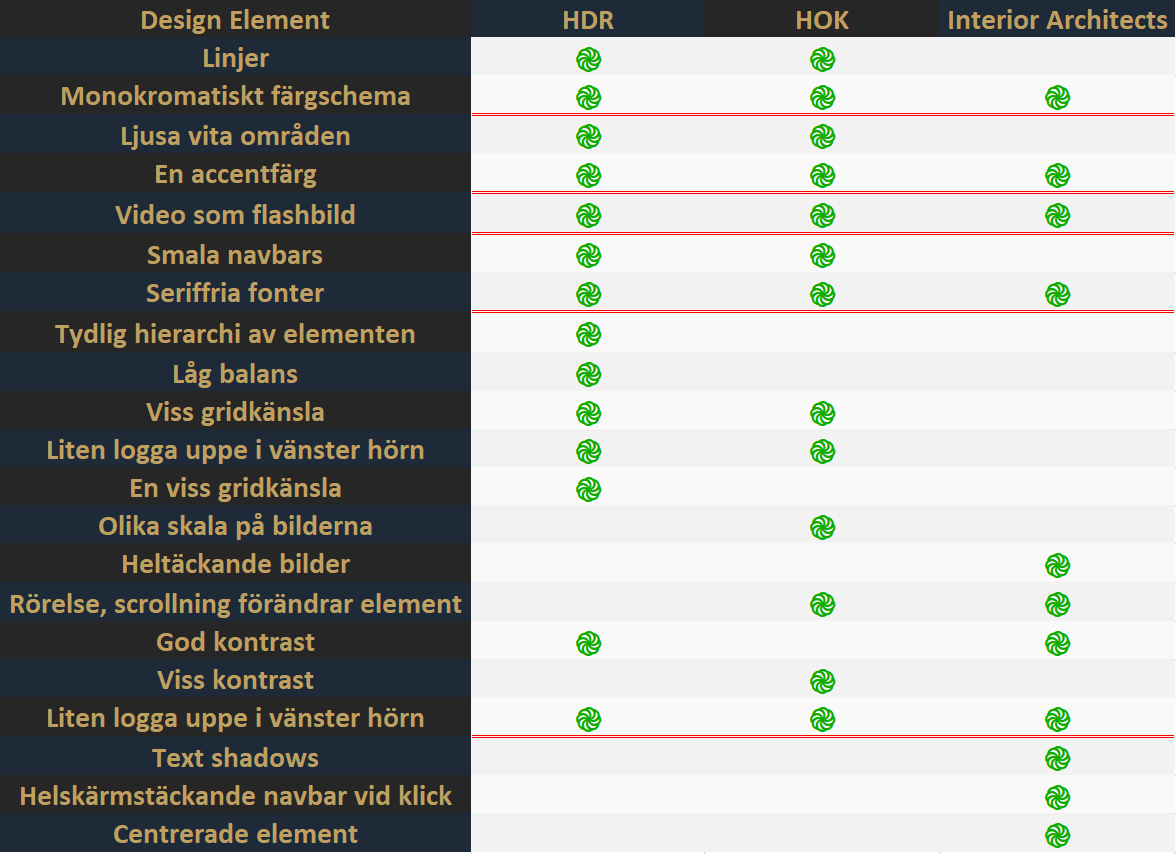 Design Element HDR HOK Interior Architects
Linjer
Monokromatiskt färgschema
Ljusa vita områden
En accentfärg
Video som flashbild
Smala navbars
Seriffria fonter
Tydlig hierarchi av elementen
Låg balans
Viss gridkänsla
Liten logga uppe i vänster hörn
En viss gridkänsla
Olika skala på bilderna
Heltäckande bilder
Rörelse, scrollning förändrar element
God kontrast
Viss kontrast
Liten logga uppe i vänster hörn
Text shadows
Helskärmstäckande navbar vid klick
Centrerade element